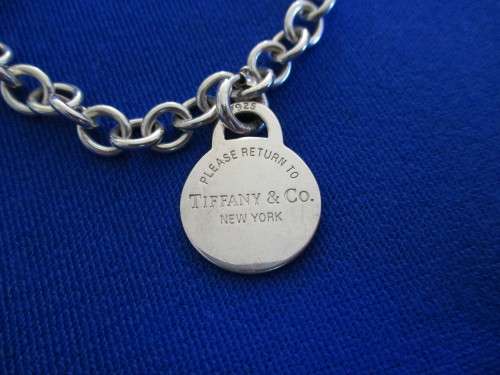 925
PLEASE RETURN TO
TIFFANY & CO.
NEW YORK